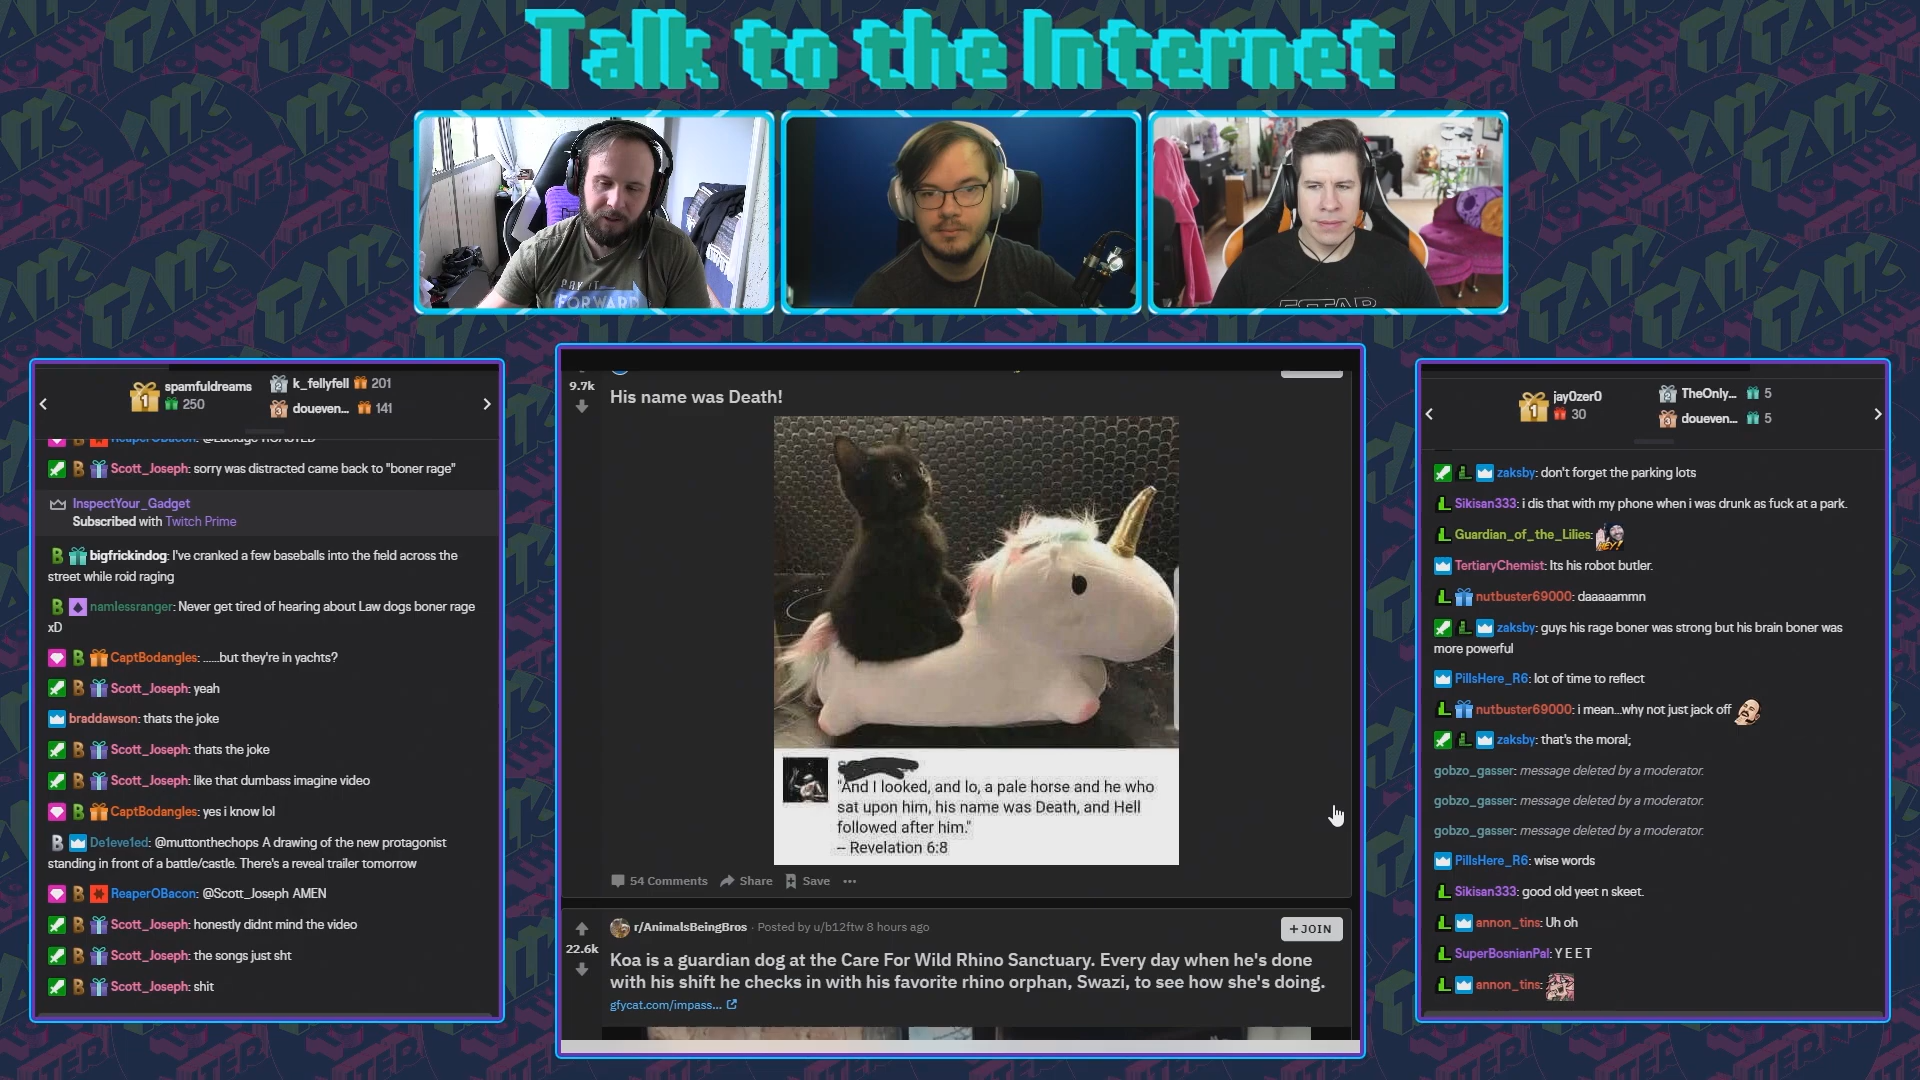 Talk to the Internet
PAY IT
FORWARD
spamfuldreams
250
k_fellyfell 201
doueven... 141
Scott_Joseph: sorry was distracted came back to "boner rage"
InspectYour_Gadget
Subscribed with Twitch Prime
bigfrickindog: I've cranked a few baseballs into the field across the
street while roid raging
namlessranger: Never get tired of hearing about Law dogs boner rage
xD
CaptBodangles: ......but they're in yachts?
Scott_Joseph: yeah
braddawson: thats the joke
Scott_Joseph: thats the joke
Scott_Joseph: like that dumbass imagine video
CaptBodangles: yes i know lol
De1eve1ed: @muttonthechops A drawing of the new protagonist
standing in front of a battle/castle. There's a reveal trailer tomorrow
ReaperOBacon: @Scott_Joseph AMEN
Scott_Joseph: honestly didnt mind the video
Scott_Joseph: the songs just sht
Scott_Joseph: shit
9.7k
His name was Death!
"And I looked, and lo, a pale horse and he who
sat upon him, his name was Death, and Hell
followed after him."
-- Revelation 6:8
54 Comments Share Save
r/AnimalsBeingBros · Posted by u/b12ftw 8 hours ago
+ JOIN
22.6k
Koa is a guardian dog at the Care For Wild Rhino Sanctuary. Every day when he's done
with his shift he checks in with his favorite rhino orphan, Swazi, to see how she's doing.
gfycat.com/impass...
jay0zer0
30
TheOnly... 5
doueven... 5
zaksby: don't forget the parking lots
Sikisan333: i dis that with my phone when i was drunk as fuck at a park.
Guardian_of_the_Lilies: HEY!
TertiaryChemist: Its his robot butler.
nutbuster69000: daaaaammn
zaksby: guys his rage boner was strong but his brain boner was
more powerful
PillsHere_R6: lot of time to reflect
nutbuster69000: i mean...why not just jack off
zaksby: that's the moral;
gobzo_gasser: message deleted by a moderator.
gobzo_gasser: message deleted by a moderator.
gobzo_gasser: message deleted by a moderator.
PillsHere_R6: wise words
Sikisan333: good old yeet n skeet.
annon_tins: Uh oh
SuperBosnianPal: Y E E T
annon_tins: